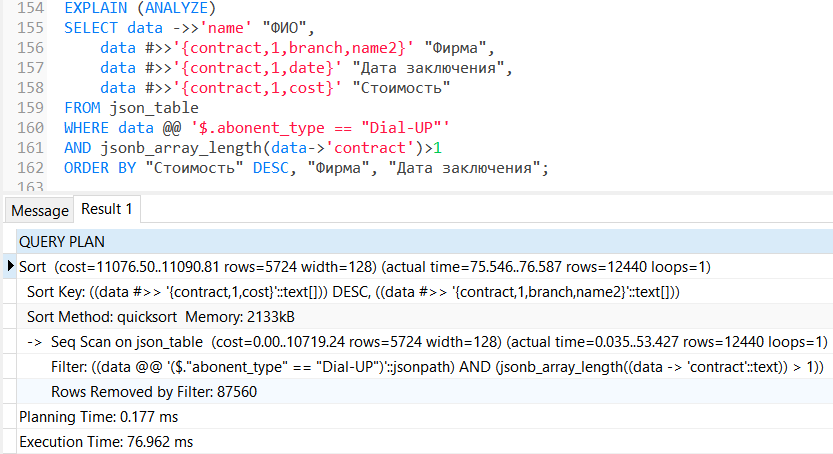 154 EXPLAIN (ANALYZE)
155 SELECT data ->>'name' "ФИО",
156 data #>>'{contract,1,branch,name2}' "Фирма",
157 data #>>'{contract,1,date}' "Дата заключения",
158 data #>>'{contract,1,cost}' "Стоимость"
159 FROM json_table
160 WHERE data @@ '$.abonent_type == "Dial-UP"'
161 AND jsonb_array_length(data->'contract')>1
162 ORDER BY "Стоимость" DESC, "Фирма", "Дата заключения";
163
Message Result 1
QUERY PLAN
Sort (cost=11076.50..11090.81 rows=5724 width=128) (actual time=75.546..76.587 rows=12440 loops=1)
Sort Key: ((data #>> '{contract,1,cost}'::text[])) DESC, ((data #>> '{contract,1,branch,name2}'::text[]))
Sort Method: quicksort Memory: 2133kB
-> Seq Scan on json_table (cost=0.00..10719.24 rows=5724 width=128) (actual time=0.035..53.427 rows=12440 loops=1)
Filter: ((data @@ '($."abonent_type" == "Dial-UP")'::jsonpath) AND (jsonb_array_length((data -> 'contract'::text)) > 1))
Rows Removed by Filter: 87560
Planning Time: 0.177 ms
Execution Time: 76.962 ms